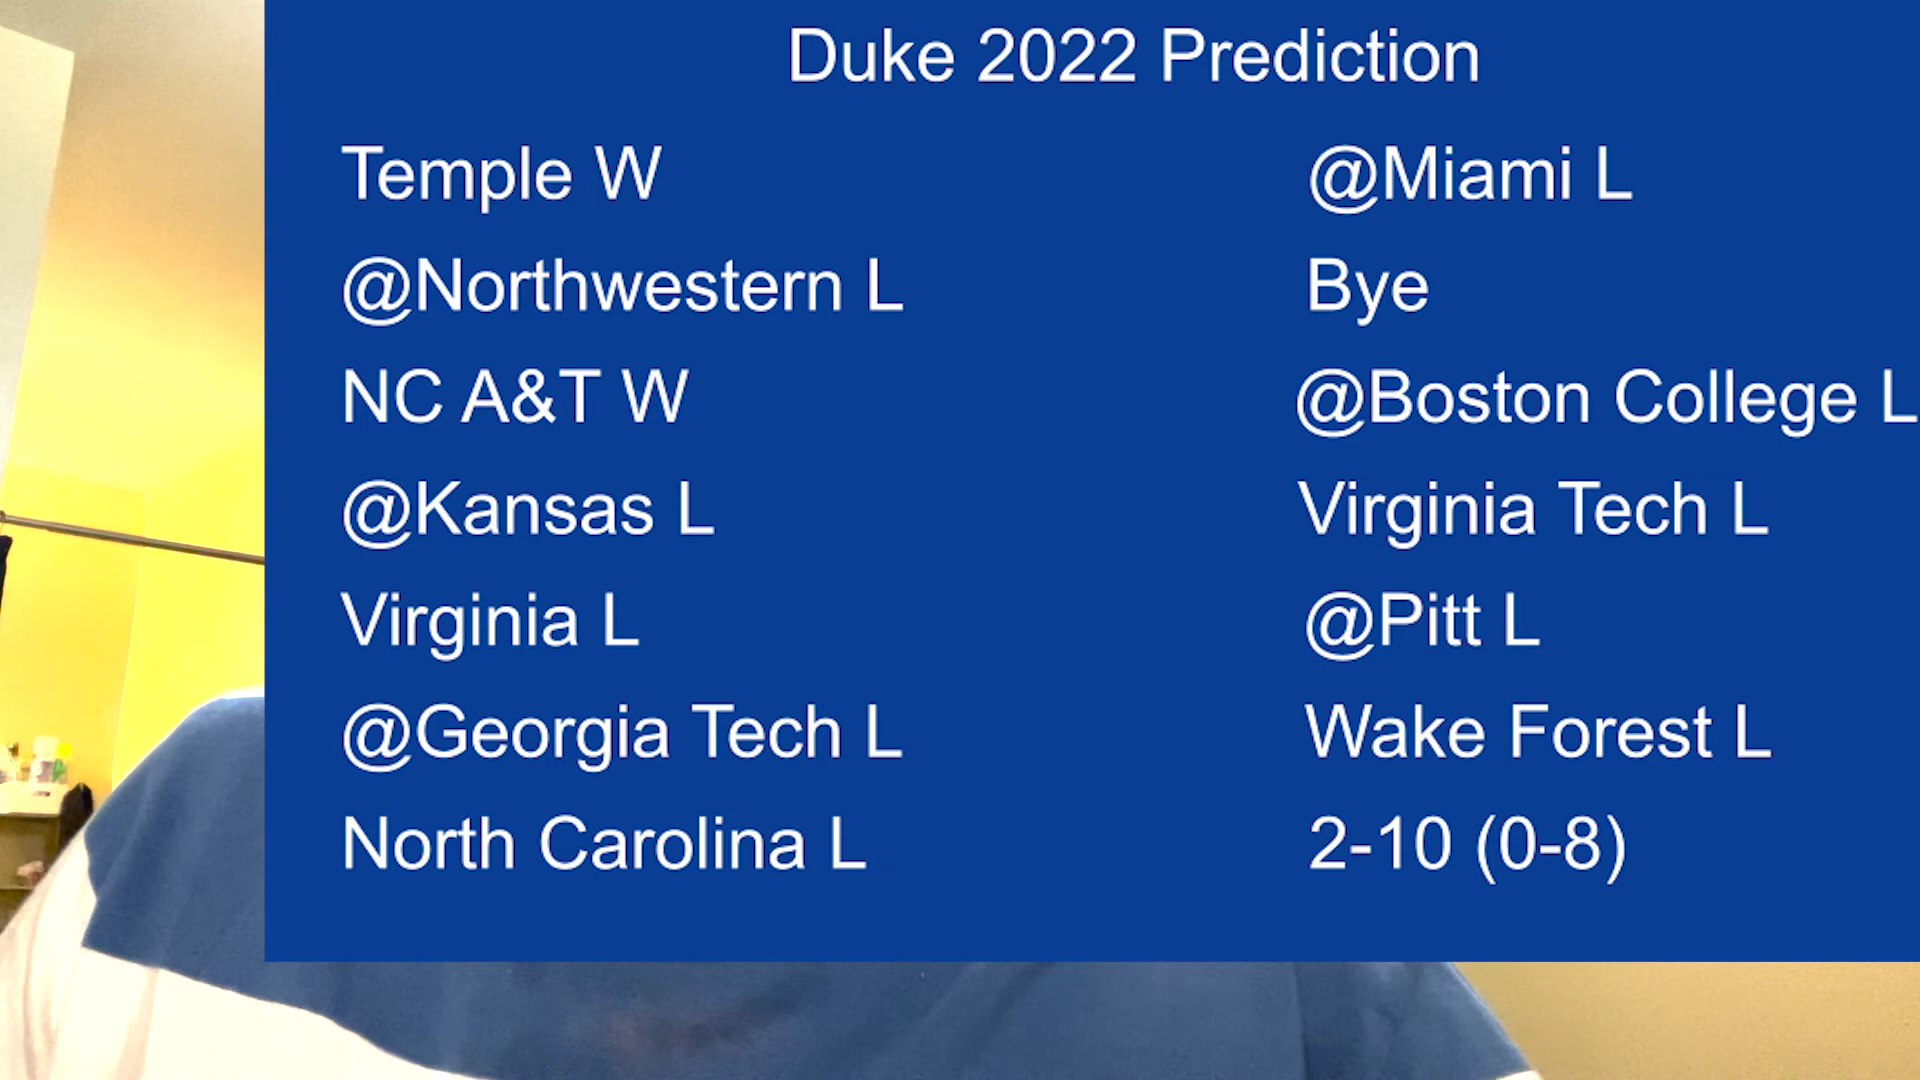 Duke 2022 Prediction
Temple W
@Northwestern L
NC A&T W
@Kansas L
Virginia L
@Georgia Tech L
North Carolina L
@Miami L
Bye
@Boston College L
Virginia Tech L
@Pitt L
Wake Forest L
2-10 (0-8)